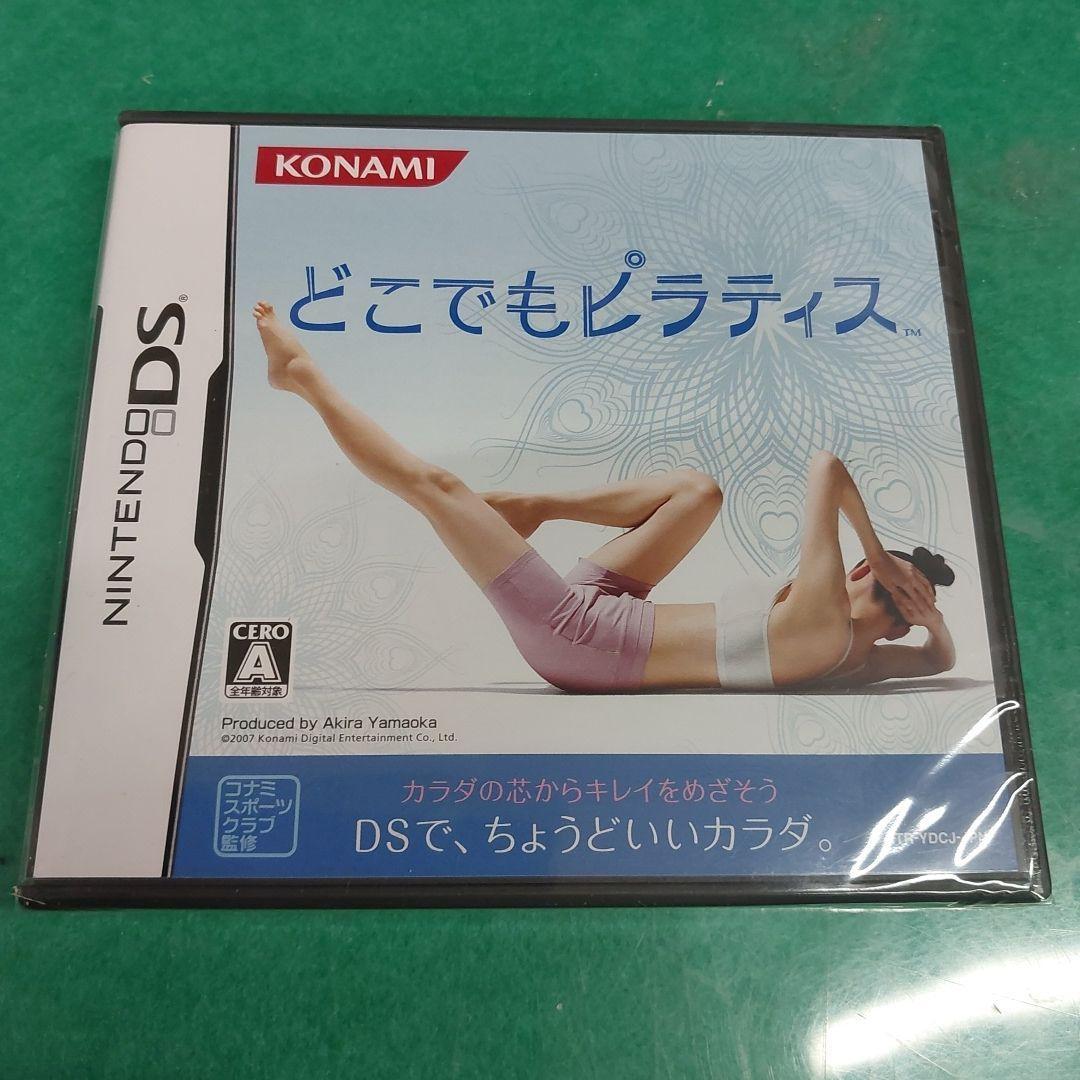 KONAMI
どこでもピラティス™
NINTENDO DS®
CERO
A
全年齢対象
Produced by Akira Yamaoka
©2007 Konami Digital Entertainment Co., Ltd.
コナミ
スポーツ
クラブ
監修
カラダの芯からキレイをめざそう
DSで、ちょうどいいカラダ。